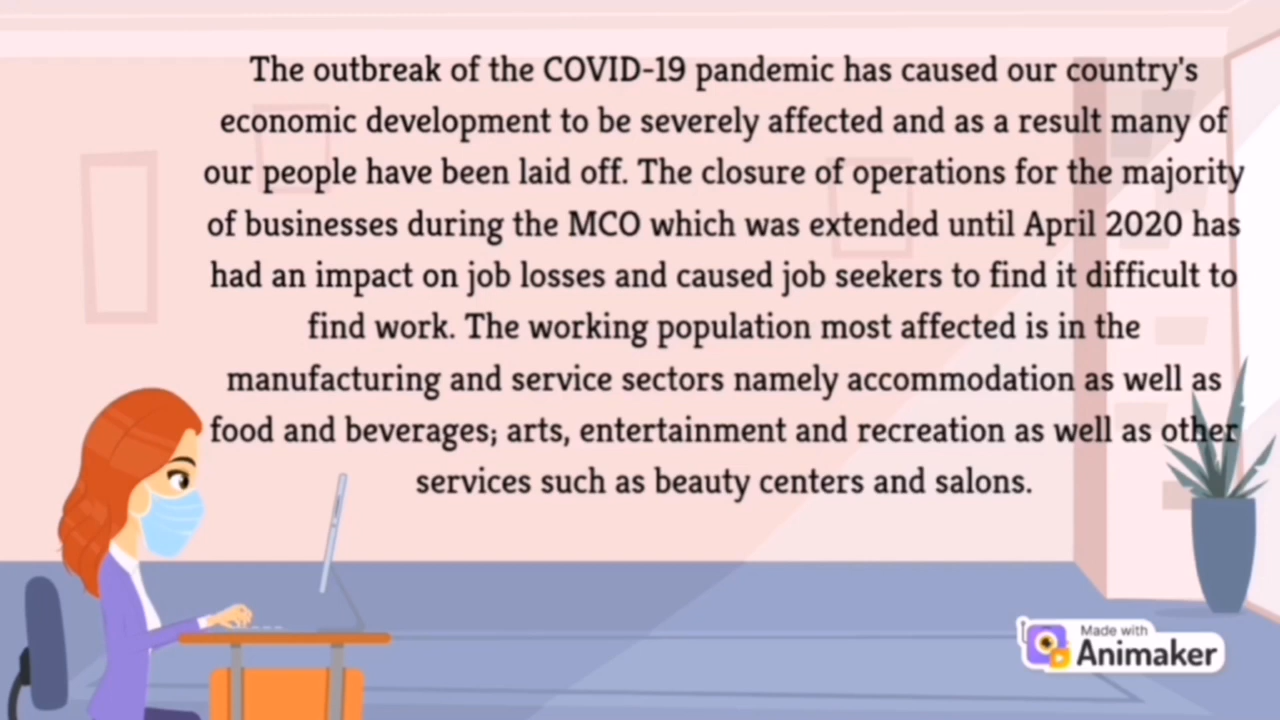 The outbreak of the COVID-19 pandemic has caused our country's
economic development to be severely affected and as a result many of
our people have been laid off. The closure of operations for the majority
of businesses during the MCO which was extended until April 2020 has
had an impact on job losses and caused job seekers to find it difficult to
find work. The working population most affected is in the
manufacturing and service sectors namely accommodation as well as
food and beverages; arts, entertainment and recreation as well as other
services such as beauty centers and salons.
Made with
Animaker